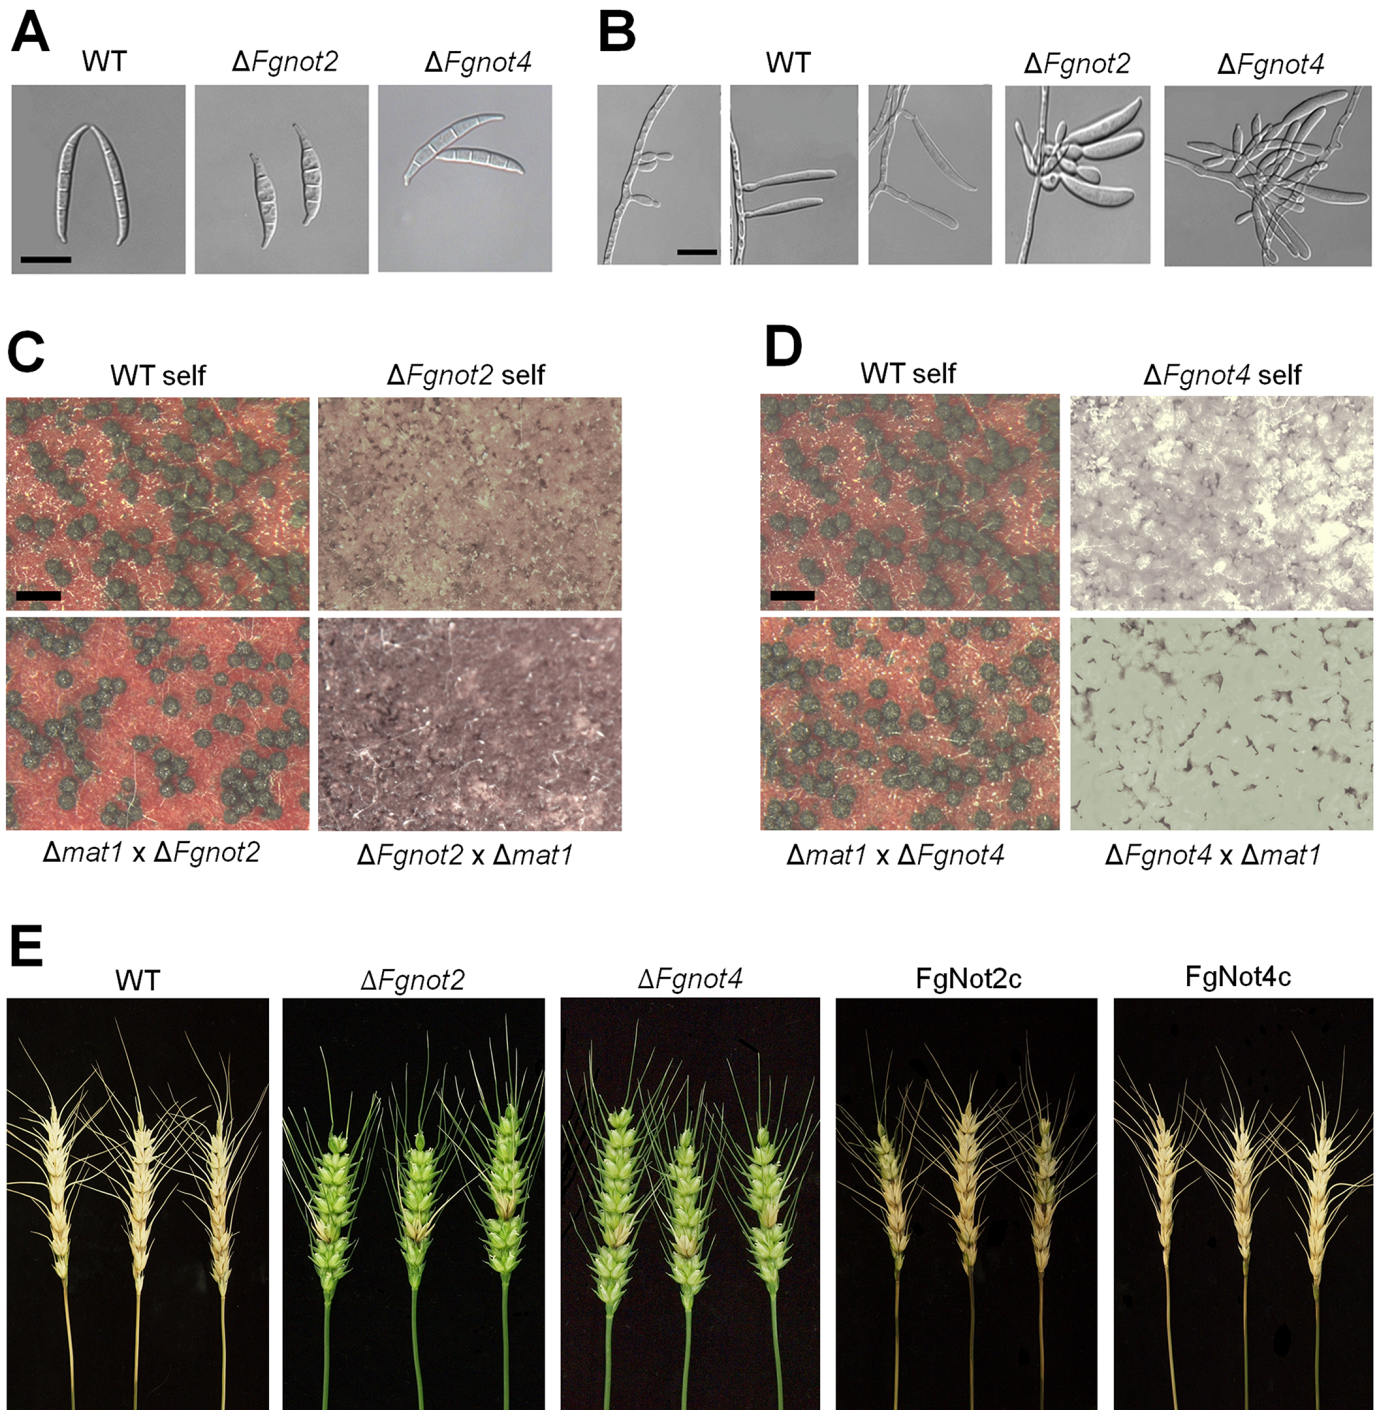 A
B
WT
ΔFgnot2
ΔFgnot4
WT
ΔFgnot2
ΔFgnot4
C
D
WT self
ΔFgnot2 self
WT self
ΔFgnot4 self
Δmat1 x ΔFgnot2
ΔFgnot2 x Δmat1
Δmat1 x ΔFgnot4
ΔFgnot4 x Δmat1
E
WT
ΔFgnot2
ΔFgnot4
FgNot2c
FgNot4c